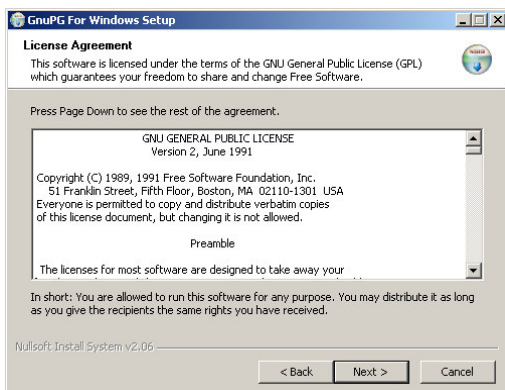 GnuPG For Windows Setup
License Agreement
This software is licensed under the terms of the GNU General Public License (GPL)
which guarantees your freedom to share and change Free Software.
Press Page Down to see the rest of the agreement.
GNU GENERAL PUBLIC LICENSE
Version 2, June 1991
Copyright (C) 1989, 1991 Free Software Foundation, Inc.
51 Franklin Street, Fifth Floor, Boston, MA 02110-1301 USA
Everyone is permitted to copy and distribute verbatim copies
of this license document, but changing it is not allowed.
Preamble
The licenses for most software are designed to take away your
In short: You are allowed to run this software for any purpose. You may distribute it as long
as you give the recipients the same rights you have received.
Nullsoft Install System v2.06
< Back
Next >
Cancel